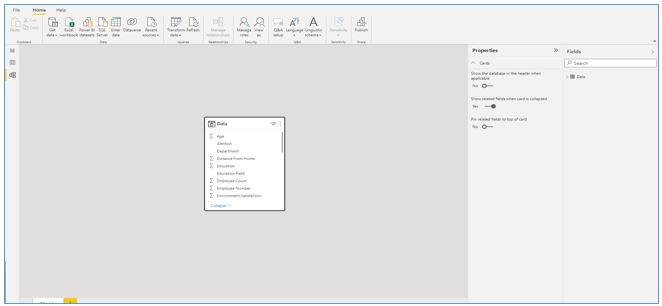 File Home Help
Paste
Cut
Copy
Get data
Excel workbook
Power BI datasets
SQL Server
Enter data
Dataverse
Recent sources
Transform data
Refresh
Manage relationships
Manage roles
View as
Q&A setup
Language
Linguistic schema
Sensitivity
Publish
Clipboard
Data
Queries
Relationships
Security
Q&A
Sensitivity
Share
Properties
Cards
Show the database in the header when applicable
No
Show related fields when card is collapsed
Yes
Pin related fields to top of card
No
Fields
Search
Data
Data
Age
Attrition
Department
Distance From Home
Education
Education Field
Employee Count
Employee Number
Environment Satisfaction
Collapse